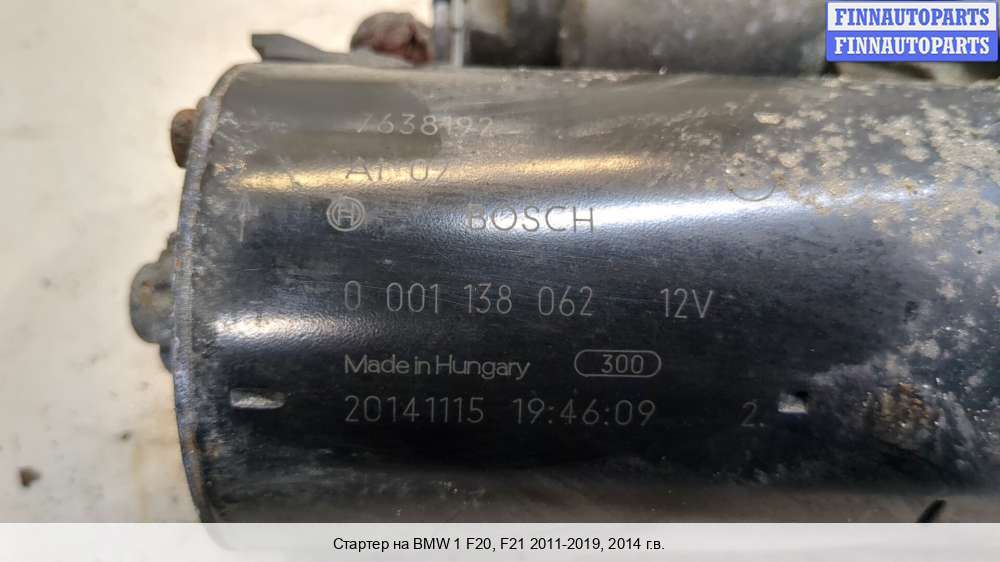 FINNAUTOPARTS
FINNAUTOPARTS
7638192
BOSCH
0 001 138 062 12V
Made in Hungary 300
20141115 19:46:09 2.
Стартер на BMW 1 F20, F21 2011-2019, 2014 г.в.